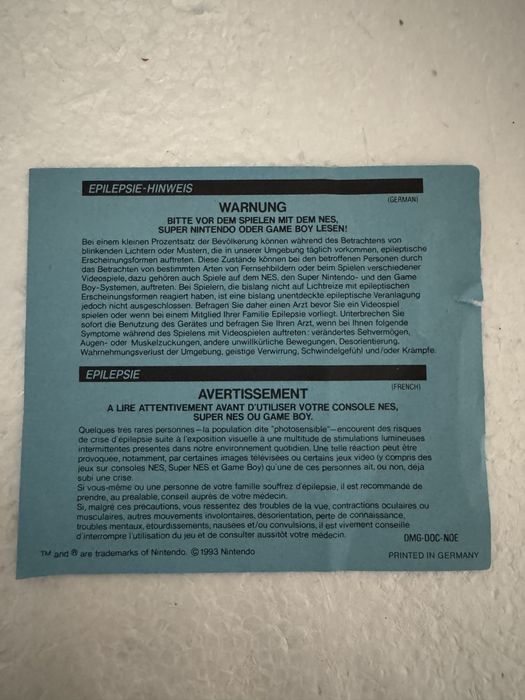 EPILEPSIE-HINWEIS
(GERMAN)
WARNUNG
BITTE VOR DEM SPIELEN MIT DEM NES,
SUPER NINTENDO ODER GAME BOY LESEN!
Bei einem kleinen Prozentsatz der Bevölkerung können während des Betrachtens von
blinkenden Lichtern oder Mustern, die in unserer Umgebung täglich vorkommen, epileptische
Erscheinungsformen auftreten. Diese Zustände können bei den betroffenen Personen durch
das Betrachten von bestimmten Arten von Fernsehbildern oder beim Spielen verschiedener
Videospiele, dazu gehören auch Spiele auf dem NES, den Super Nintendo- und den Game
Boy-Systemen, auftreten. Bei Spielern, die bislang nicht auf Lichtreize mit epileptischen
Erscheinungsformen reagiert haben, ist eine bislang unentdeckte epileptische Veranlagung
jedoch nicht ausgeschlossen. Befragen Sie daher einen Arzt bevor Sie ein Videospiel
spielen oder wenn bei einem Mitglied Ihrer Familie Epilepsie vorliegt. Unterbrechen Sie
sofort die Benutzung des Gerätes und befragen Sie Ihren Arzt, wenn bei Ihnen folgende
Symptome während des Spielens mit Videospielen auftreten: verändertes Sehvermögen,
Augen- oder Muskelzuckungen, andere unwillkürliche Bewegungen, Desorientierung,
Wahrnehmungsverlust der Umgebung, geistige Verwirrung, Schwindelgefühl und/oder Krämpfe.
EPILEPSIE
(FRENCH)
AVERTISSEMENT
A LIRE ATTENTIVEMENT AVANT D'UTILISER VOTRE CONSOLE NES,
SUPER NES OU GAME BOY.
Quelques très rares personnes—la population dite "photosensible"—encourent des risques
de crise d'épilepsie suite à l'exposition visuelle à une multitude de stimulations lumineuses
intermittentes présentes dans notre environnement quotidien. Une telle réaction peut être
provoquée, notamment, par certaines images télévisées ou certains jeux vidéo (y compris des
jeux sur consoles NES, Super NES et Game Boy) qu'une de ces personnes ait, ou non, déjà
subi une crise.
Si vous-même ou une personne de votre famille souffrez d'épilepsie, il est recommandé de
prendre, au préalable, conseil auprès de votre médecin.
Si, malgré ces précautions, vous ressentez des troubles de la vue, contractions oculaires ou
musculaires, autres mouvements involontaires, désorientation, perte de connaissance,
troubles mentaux, étourdissements, nausées et/ou convulsions, il est vivement conseillé
d'interrompre l'utilisation du jeu et de consulter aussitôt votre médecin.
DMG-DOC-NOE
TM and ® are trademarks of Nintendo. © 1993 Nintendo
PRINTED IN GERMANY